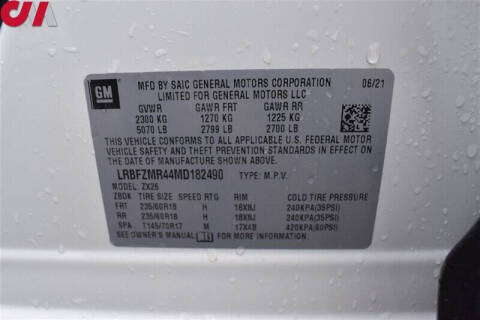 CIA
GM
MFD BY SAIC GENERAL MOTORS CORPORATION 06/21
LIMITED FOR GENERAL MOTORS LLC
GVWR GAWR FRT GAWR RR
2300 KG 1270 KG 1225 KG
5070 LB 2799 LB 2700 LB
THIS VEHICLE CONFORMS TO ALL APPLICABLE U.S. FEDERAL MOTOR
VEHICLE SAFETY AND THEFT PREVENTION STANDARDS IN EFFECT ON
THE DATE OF MANUFACTURE SHOWN ABOVE.
LRBFZMR44MD182490 TYPE: M.P.V.
MODEL: ZX26
ZBDK TIRE SIZE SPEED RTG RIM COLD TIRE PRESSURE
FRT 235/60R18 H 18X8J 240KPA(35PSI)
RR 235/60R18 H 18X8J 240KPA(35PSI)
SPA T145/70R17 M 17X4B 420KPA(60PSI)
SEE OWNER'S MANUAL FOR MORE INFORMATION.